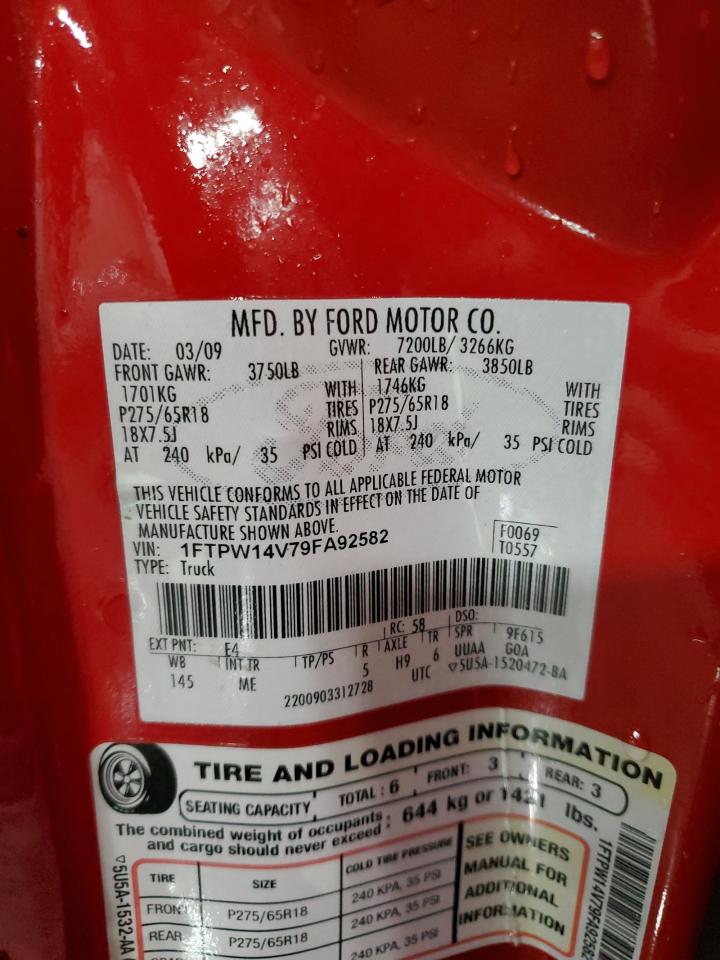 MFD. BY FORD MOTOR CO.
DATE: 03/09 GVWR: 7200LB/ 3266KG
FRONT GAWR: 3750LB REAR GAWR: 3850LB
1701KG WITH 1746KG WITH
P275/65R18 TIRES P275/65R18 TIRES
18X7.5J RIMS 18X7.5J RIMS
AT 240 kPa/ 35 PSI COLD AT 240 kPa/ 35 PSI COLD
THIS VEHICLE CONFORMS TO ALL APPLICABLE FEDERAL MOTOR
VEHICLE SAFETY STANDARDS IN EFFECT ON THE DATE OF
MANUFACTURE SHOWN ABOVE.
VIN: 1FTPW14V79FA92582 F0069
TYPE: Truck T0557
EXT PNT: E4 RC: 58 DSO:
WB INT TR TP/PS R AXLE TR SPR 9F615
145 ME 5 H9 6 UUAA GOA
2200903312728 UTC ▽5U5A-1520472-BA
TIRE AND LOADING INFORMATION
SEATING CAPACITY TOTAL : 6 FRONT: 3 REAR: 3
The combined weight of occupants : 644 kg or 1421 lbs.
and cargo should never exceed
TIRE SIZE COLD TIRE PRESSURE
FRONT P275/65R18 240 KPA, 35 PSI
REAR P275/65R18 240 KPA, 35 PSI
240 KPA, 35 PSI
SEE OWNERS
MANUAL FOR
ADDITIONAL
INFORMATION
▽5U5A-1532-AA
1FTPW14V79FA92582